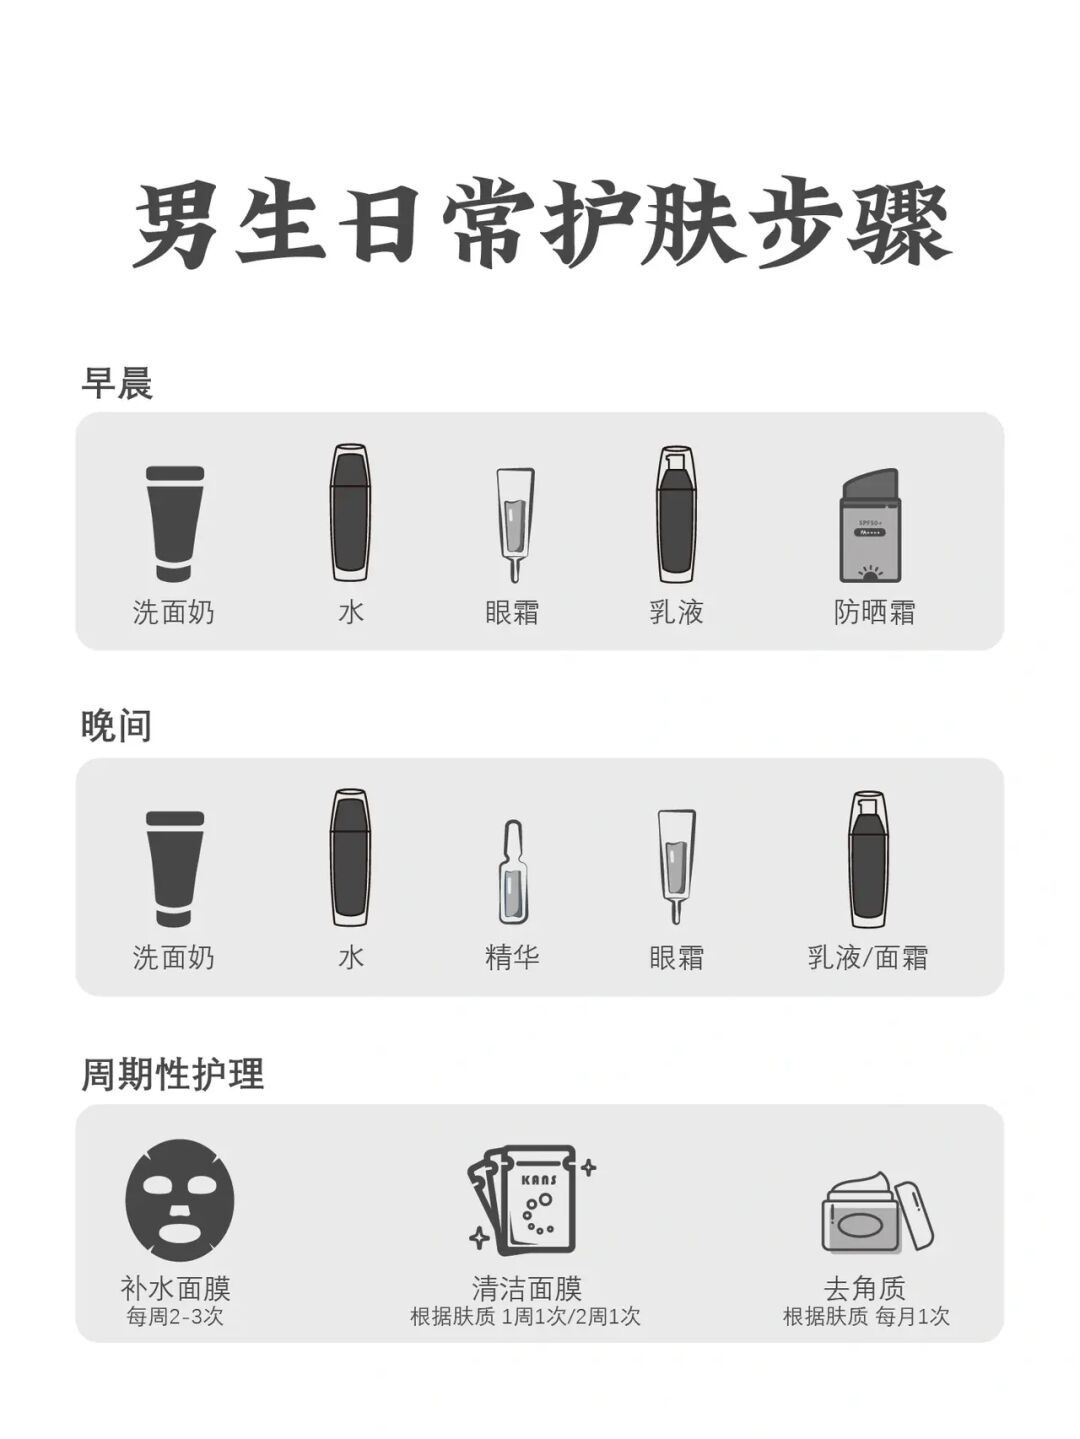 男生日常护肤步骤
早晨
SPF50+
PA++++
洗面奶 水 眼霜 乳液 防晒霜
晚间
洗面奶 水 精华 眼霜 乳液/面霜
周期性护理
KANS
补水面膜 清洁面膜 去角质
每周2-3次 根据肤质 1周1次/2周1次 根据肤质 每月1次